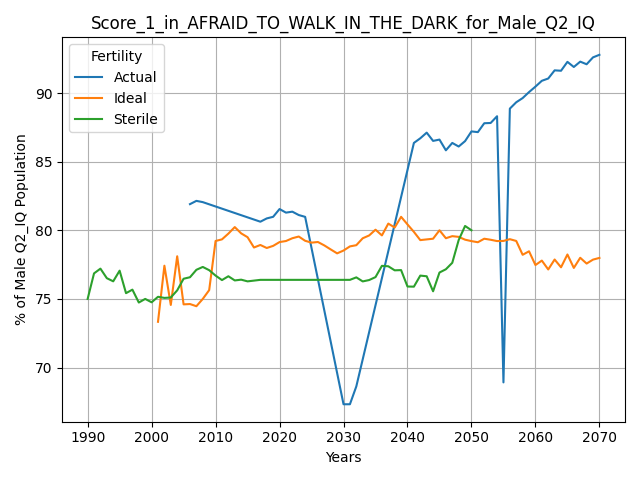 Score_1_in_AFRAID_TO_WALK_IN_THE_DARK_for_Male_Q2_IQ
Fertility
Actual
Ideal
Sterile
% of Male Q2_IQ Population
90
85
80
75
70
1990 2000 2010 2020 2030 2040 2050 2060 2070
Years